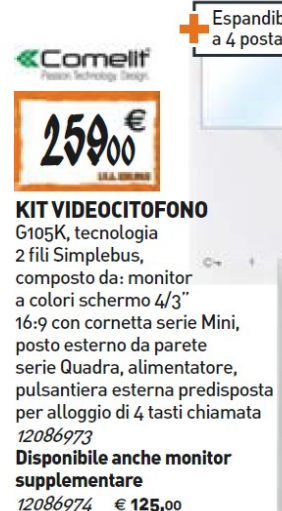 Espandib
a 4 posta
Comelit
Passion. Technology. Design.
259,00 €
KIT VIDEOCITOFONO
G105K, tecnologia
2 fili Simplebus,
composto da: monitor
a colori schermo 4/3”
16:9 con cornetta serie Mini,
posto esterno da parete
serie Quadra, alimentatore,
pulsantiera esterna predisposta
per alloggio di 4 tasti chiamata
12086973
Disponibile anche monitor
supplementare
12086974 € 125,00